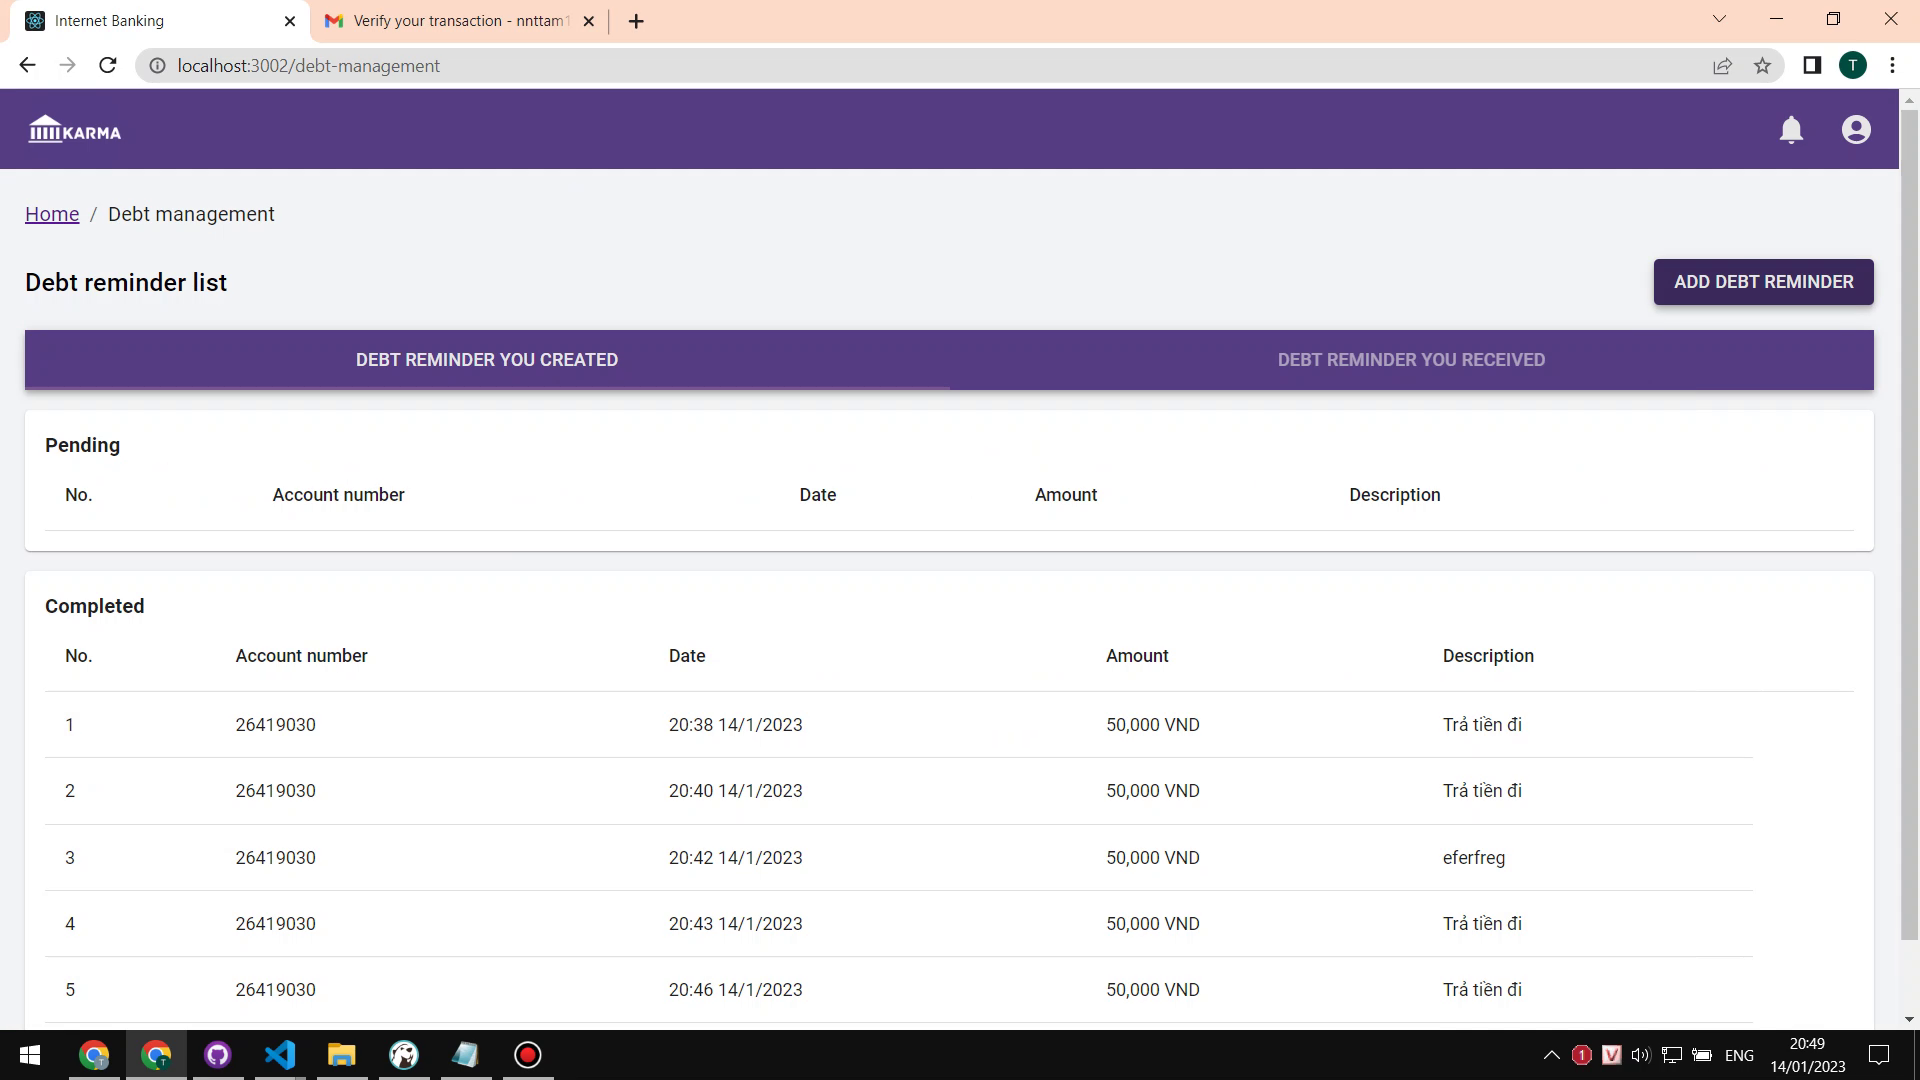 Internet Banking
Verify your transaction - nnttam1
localhost:3002/debt-management
T
KARMA
Home / Debt management
Debt reminder list
ADD DEBT REMINDER
DEBT REMINDER YOU CREATED
DEBT REMINDER YOU RECEIVED
Pending
No. Account number Date Amount Description
Completed
No. Account number Date Amount Description
1 26419030 20:38 14/1/2023 50,000 VND Trả tiền đi
2 26419030 20:40 14/1/2023 50,000 VND Trả tiền đi
3 26419030 20:42 14/1/2023 50,000 VND eferfreg
4 26419030 20:43 14/1/2023 50,000 VND Trả tiền đi
5 26419030 20:46 14/1/2023 50,000 VND Trả tiền đi
1 V ENG
20:49
14/01/2023